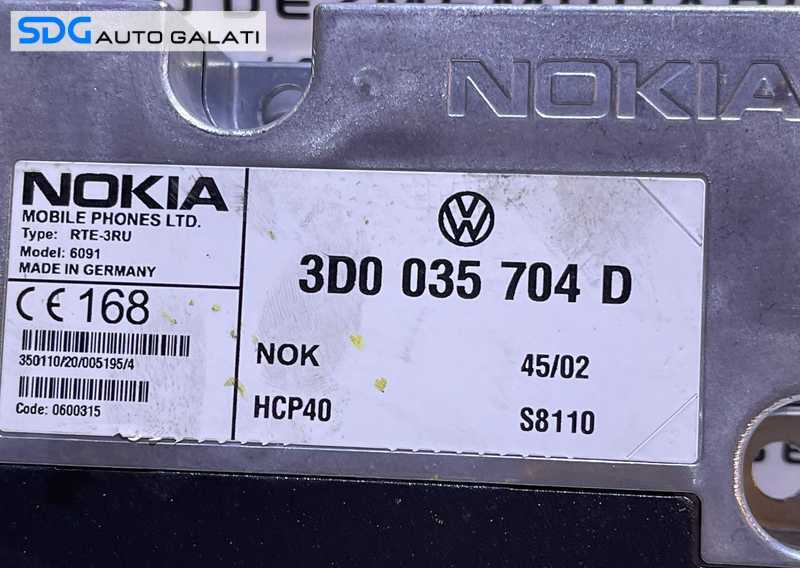 SDG AUTO GALATI
NOKIA
NOKIA
MOBILE PHONES LTD.
Type: RTE-3RU
Model: 6091
MADE IN GERMANY
CE 168
350110/20/005195/4
Code: 0600315
VW
3D0 035 704 D
NOK 45/02
HCP40 S8110